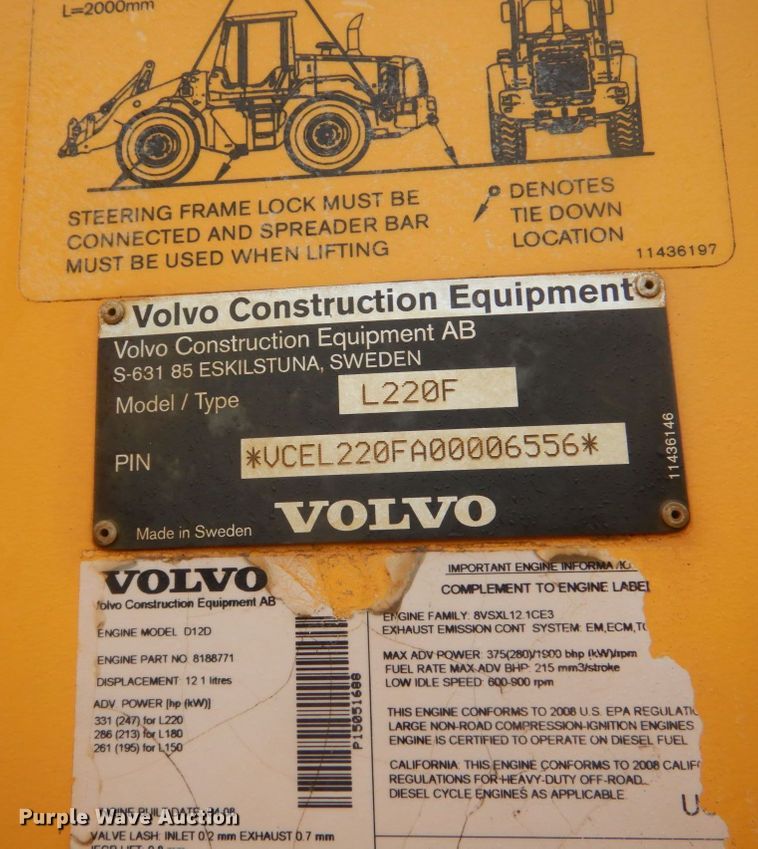 L=2000mm
STEERING FRAME LOCK MUST BE
CONNECTED AND SPREADER BAR
MUST BE USED WHEN LIFTING
DENOTES
TIE DOWN
LOCATION
11436197
Volvo Construction Equipment
Volvo Construction Equipment AB
S-631 85 ESKILSTUNA, SWEDEN
Model / Type L220F
PIN *VCEL220FA00006556*
11436146
Made in Sweden VOLVO
VOLVO
Volvo Construction Equipment AB
ENGINE MODEL D12D
ENGINE PART NO 8188771
DISPLACEMENT 12 1 litres
ADV. POWER [hp (kW)]
331 (247) for L220
286 (213) for L180
261 (195) for L150
P15051688
VALVE LASH: INLET 0.2 mm EXHAUST 0.7 mm
IMPORTANT ENGINE
COMPLEMENT TO ENGINE LABEL
ENGINE FAMILY: 8VSXL12.1CE3
EXHAUST EMISSION CONT SYSTEM: EM,ECM,TC
MAX ADV POWER: 375(280)/1900 bhp (kW)/rpm
FUEL RATE MAX ADV BHP: 215 mm3/stroke
LOW IDLE SPEED: 600-900 rpm
THIS ENGINE CONFORMS TO 2008 U.S. EPA
LARGE NON-ROAD COMPRESSION-IGNITION ENGINES
ENGINE IS CERTIFIED TO OPERATE ON DIESEL FUEL
CALIFORNIA: THIS ENGINE CONFORMS TO 2008
REGULATIONS FOR HEAVY-DUTY OFF-ROAD
DIESEL CYCLE ENGINES AS APPLICABLE.
Purple Wave Auction